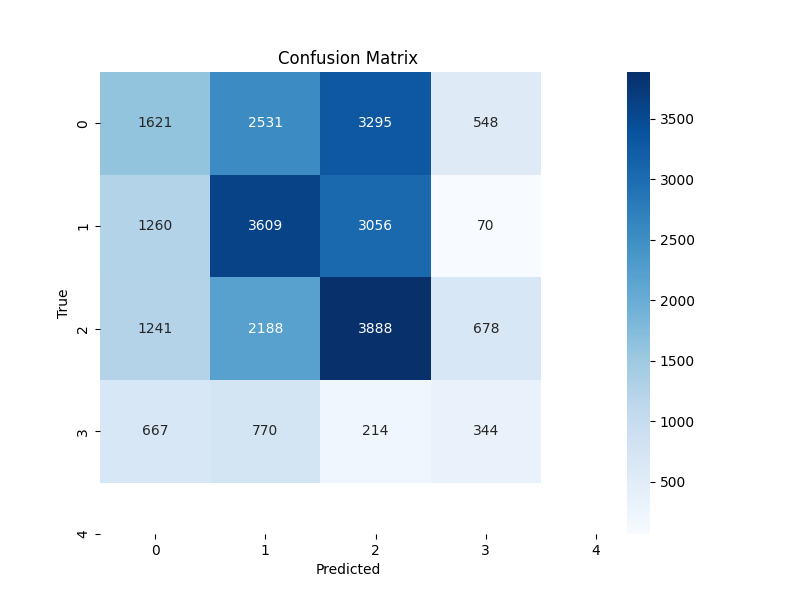 Confusion Matrix
True
0 1621 2531 3295 548
1 1260 3609 3056 70
2 1241 2188 3888 678
3 667 770 214 344
4
0 1 2 3 4
Predicted
3500
3000
2500
2000
1500
1000
500